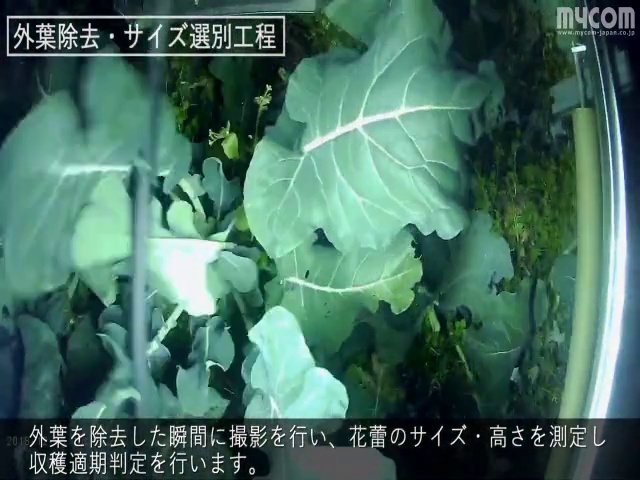 外葉除去・サイズ選別工程
mycom
www.mycom-japan.co.jp
外葉を除去した瞬間に撮影を行い、花蕾のサイズ・高さを測定し
収穫適期判定を行います。